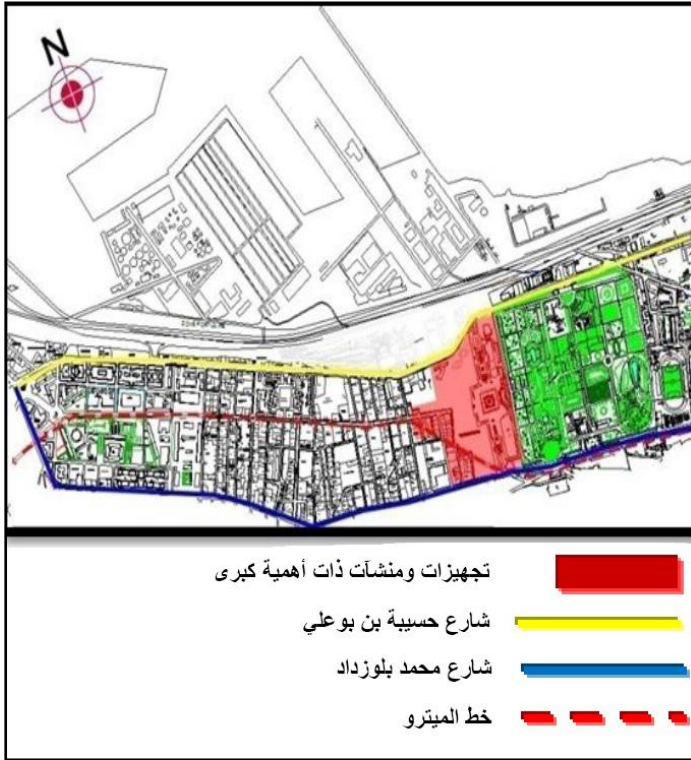 N
تجهيزات ومنشآت ذات أهمية كبرى
شارع حسيبة بن بوعلي
شارع محمد بلوزداد
خط الميترو